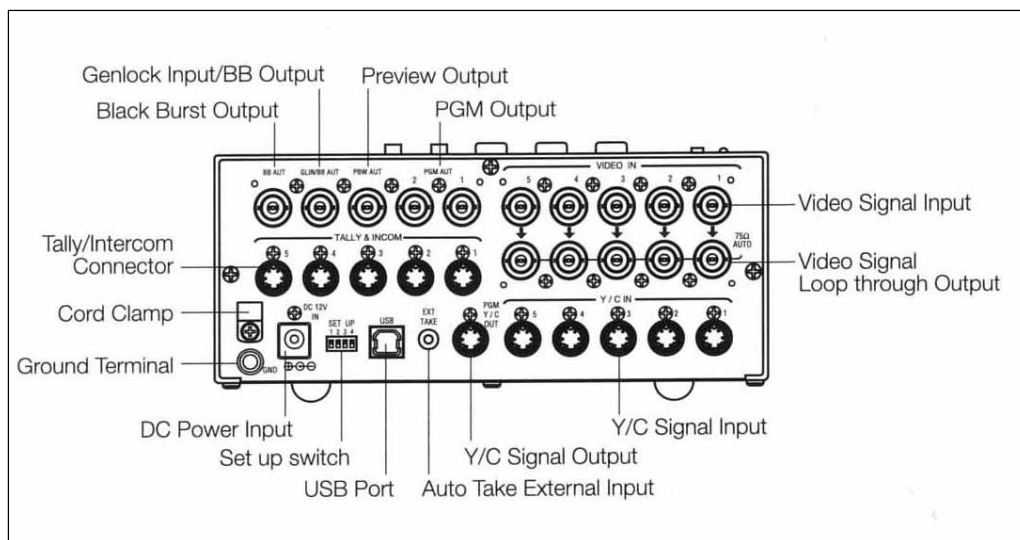 Genlock Input/BB Output
Preview Output
Black Burst Output
PGM Output
BB AUT
GLIN/BB AUT
PBW AUT
2
PGM AUT
1
VIDEO IN
5
4
3
2
1
Video Signal Input
TALLY & INCOM
75Ω
AUTO
Tally/Intercom
Connector
5
4
3
2
1
Video Signal
Loop through Output
Cord Clamp
DC 12V
IN
SET UP
1 2 3 4
USB
EXT
TAKE
PGM
Y/C
OUT
Y/C IN
5
4
3
2
1
Ground Terminal
GND
DC Power Input
Y/C Signal Input
Set up switch
Y/C Signal Output
USB Port
Auto Take External Input